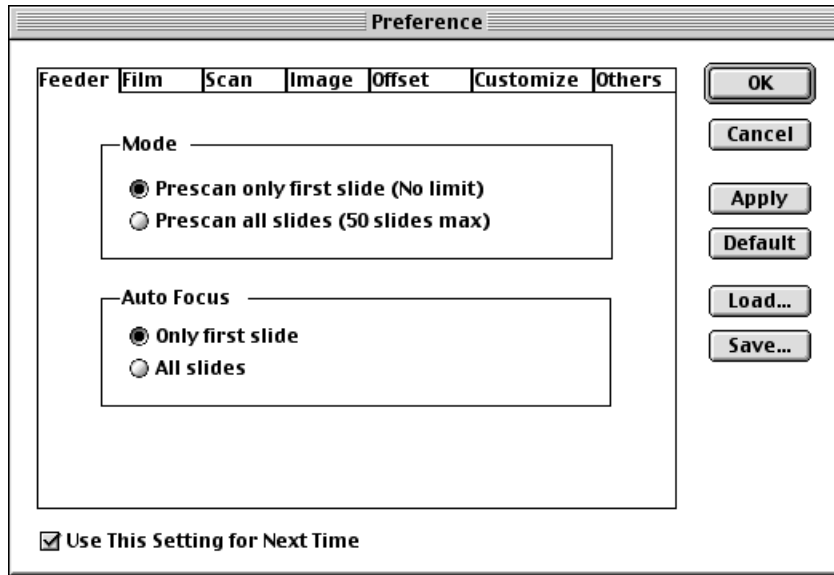 Preference
Feeder Film Scan Image Offset Customize Others
Mode
Prescan only first slide (No limit)
Prescan all slides (50 slides max)
Auto Focus
Only first slide
All slides
Use This Setting for Next Time
OK
Cancel
Apply
Default
Load...
Save...